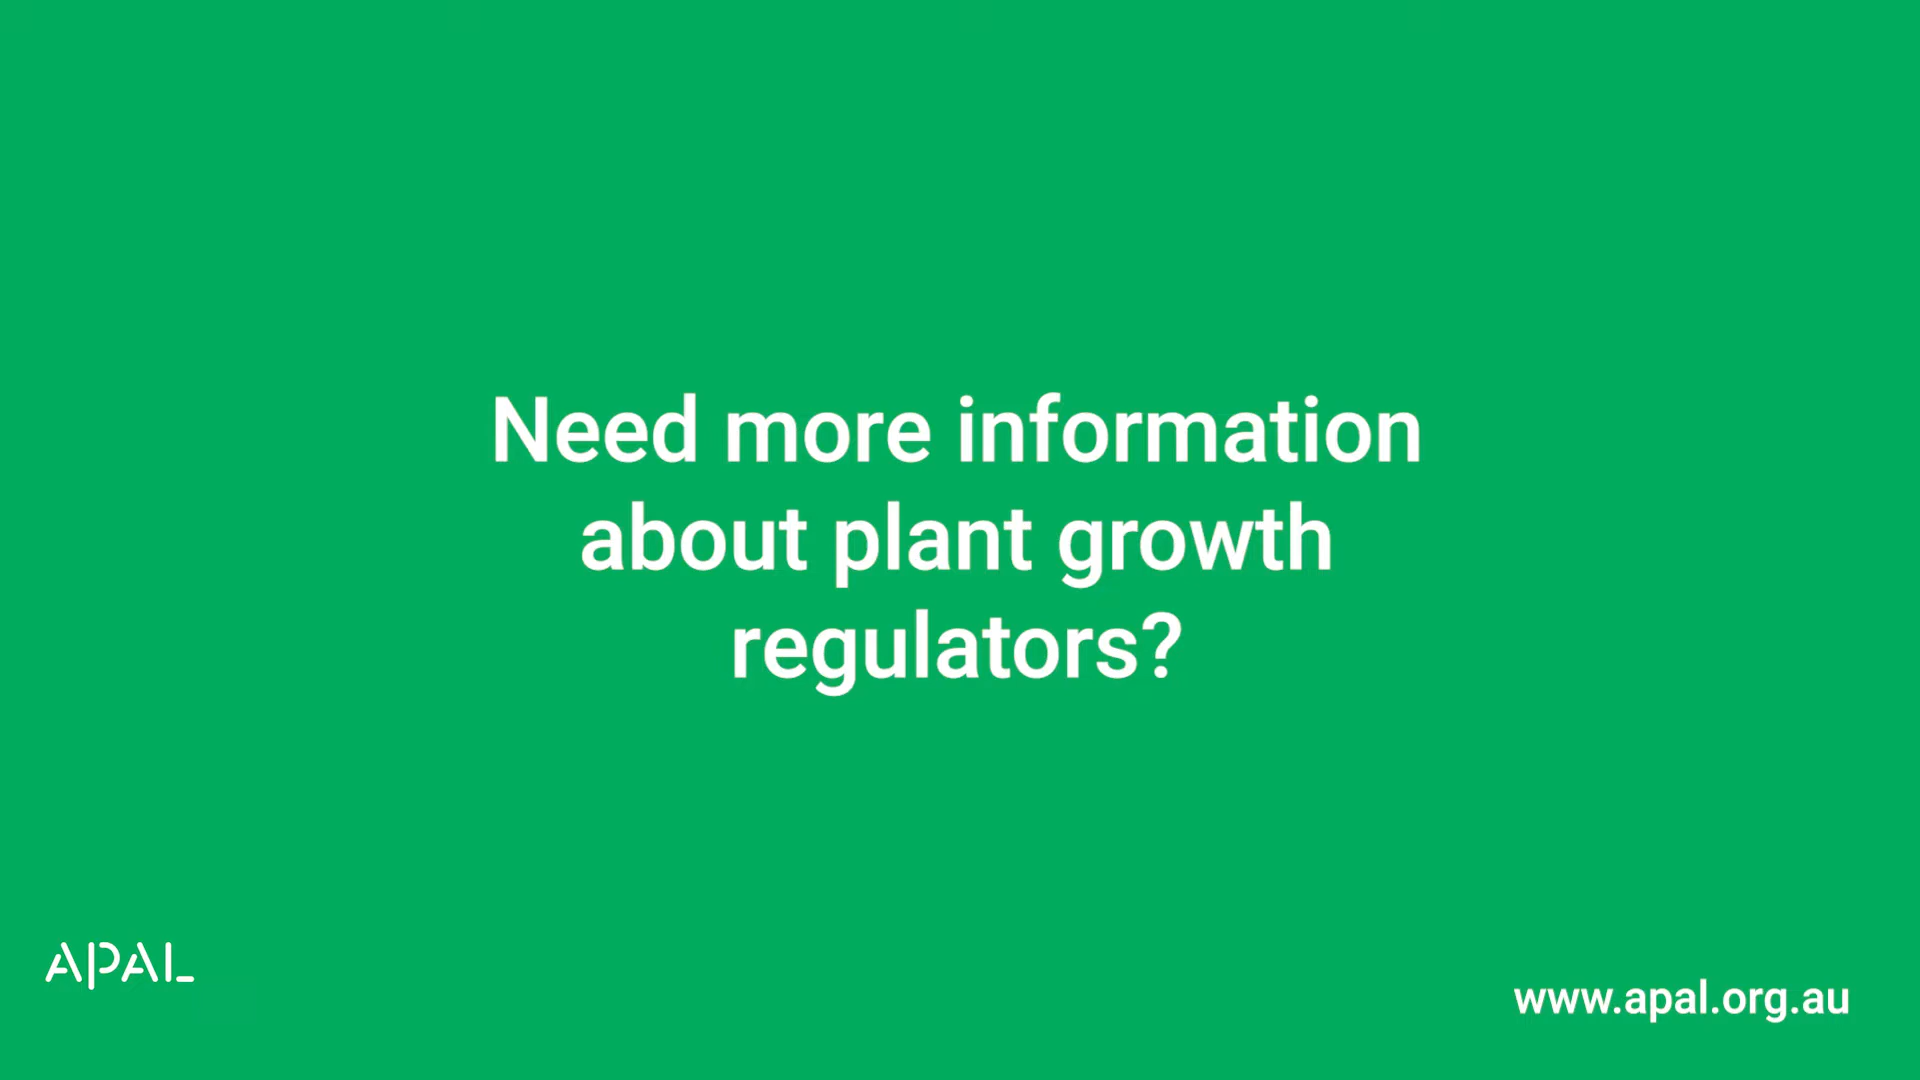 Need more information
about plant growth
regulators?
APAL
www.apal.org.au